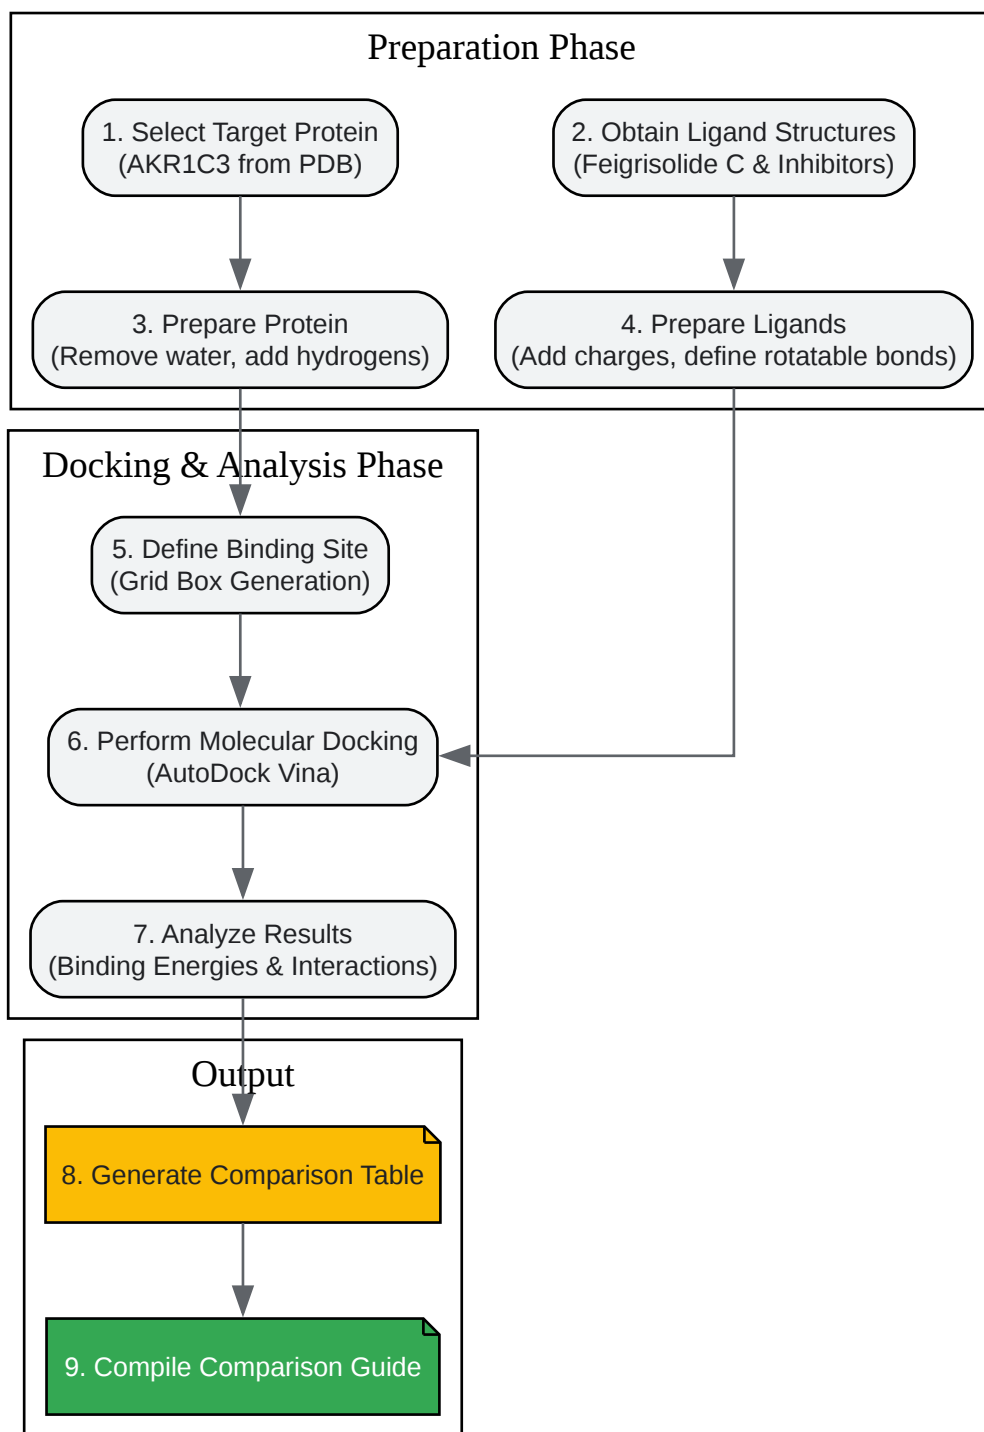 Preparation Phase
1. Select Target Protein
(AKR1C3 from PDB)
2. Obtain Ligand Structures
(Feigrisolide C & Inhibitors)
3. Prepare Protein
(Remove water, add hydrogens)
4. Prepare Ligands
(Add charges, define rotatable bonds)
Docking & Analysis Phase
5. Define Binding Site
(Grid Box Generation)
6. Perform Molecular Docking
(AutoDock Vina)
7. Analyze Results
(Binding Energies & Interactions)
Output
8. Generate Comparison Table
9. Compile Comparison Guide